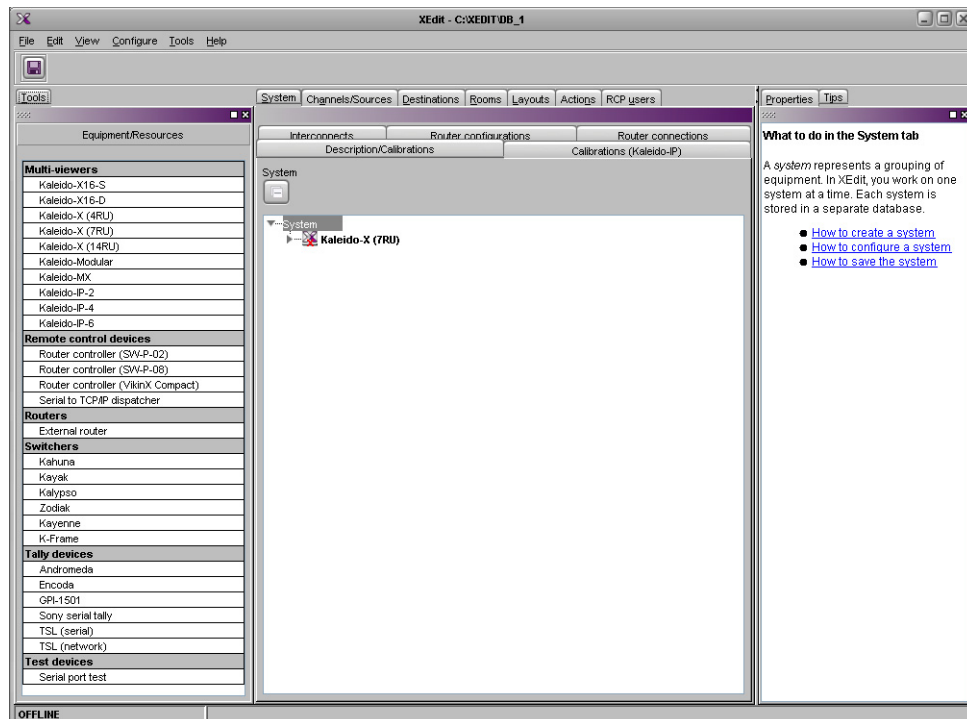 XEdit - C:\XEDIT\DB_1
File Edit View Configure Tools Help
Tools
Equipment/Resources
Multi-viewers
Kaleido-X16-S
Kaleido-X16-D
Kaleido-X (4RU)
Kaleido-X (7RU)
Kaleido-X (14RU)
Kaleido-Modular
Kaleido-MX
Kaleido-IP-2
Kaleido-IP-4
Kaleido-IP-6
Remote control devices
Router controller (SW-P-02)
Router controller (SW-P-08)
Router controller (VikinX Compact)
Serial to TCP/IP dispatcher
Routers
External router
Switchers
Kahuna
Kayak
Kalypso
Zodiak
Kayenne
K-Frame
Tally devices
Andromeda
Encoda
GPI-1501
Sony serial tally
TSL (serial)
TSL (network)
Test devices
Serial port test
System Channels/Sources Destinations Rooms Layouts Actions RCP users
Interconnects Router configurations Router connections
Description/Calibrations Calibrations (Kaleido-IP)
System
System
Kaleido-X (7RU)
Properties Tips
What to do in the System tab
A system represents a grouping of
equipment. In XEdit, you work on one
system at a time. Each system is
stored in a separate database.
How to create a system
How to configure a system
How to save the system
OFFLINE